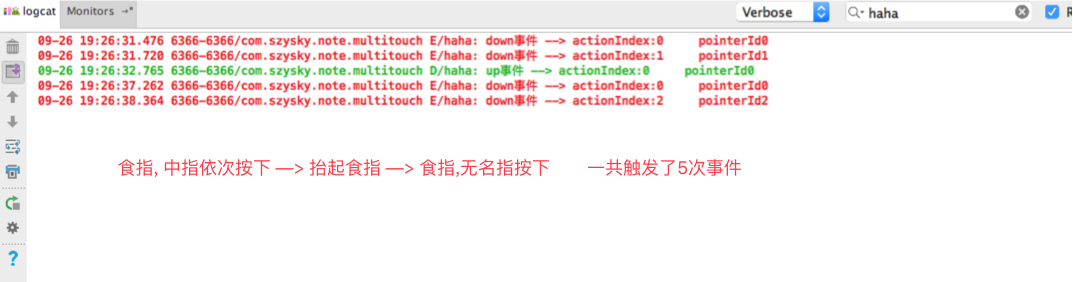 logcat Monitors →* Verbose haha
09-26 19:26:31.476 6366-6366/com.szysky.note.multitouch E/haha: down事件 ——> actionIndex:0 pointerId0
09-26 19:26:31.720 6366-6366/com.szysky.note.multitouch E/haha: down事件 ——> actionIndex:1 pointerId1
09-26 19:26:32.765 6366-6366/com.szysky.note.multitouch D/haha: up事件 ——> actionIndex:0 pointerId0
09-26 19:26:37.262 6366-6366/com.szysky.note.multitouch E/haha: down事件 ——> actionIndex:0 pointerId0
09-26 19:26:38.364 6366-6366/com.szysky.note.multitouch E/haha: down事件 ——> actionIndex:2 pointerId2
食指, 中指依次按下 —> 抬起食指 —> 食指,无名指按下 一共触发了5次事件